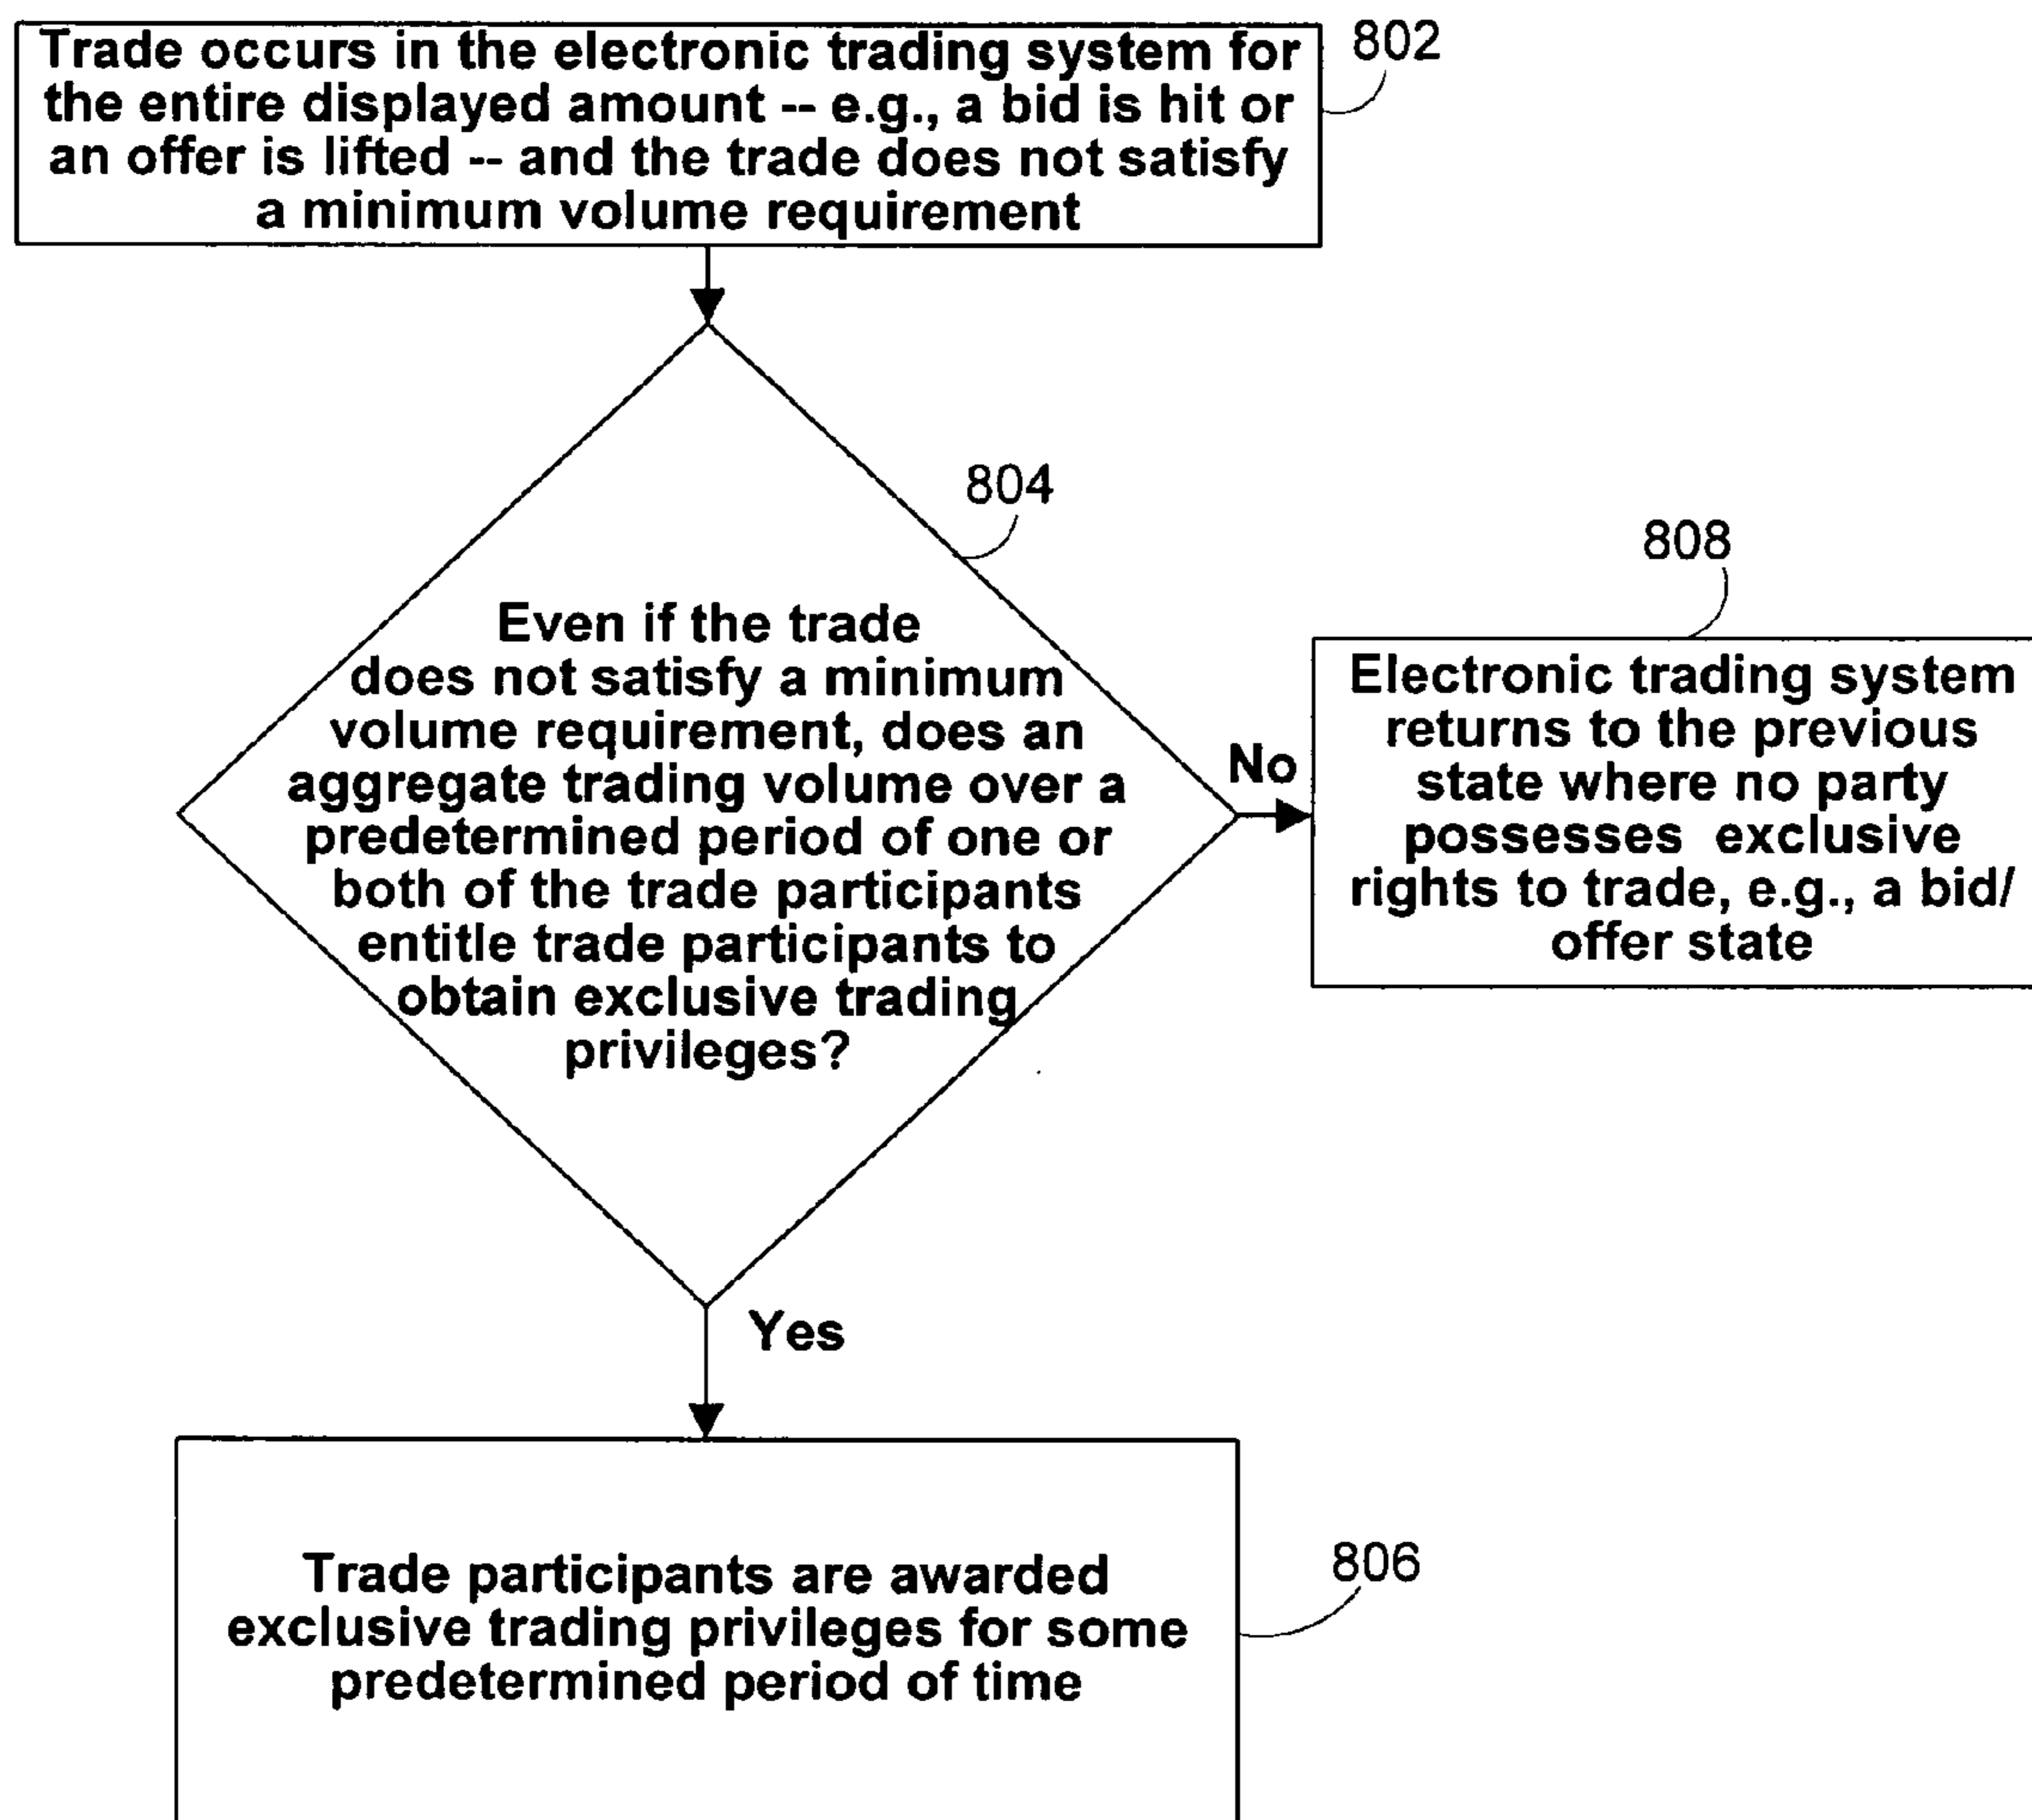 Trade occurs in the electronic trading system for
the entire displayed amount -- e.g., a bid is hit or
an offer is lifted -- and the trade does not satisfy
a minimum volume requirement
802
804
Even if the trade
does not satisfy a minimum
volume requirement, does an
aggregate trading volume over a
predetermined period of one or
both of the trade participants
entitle trade participants to
obtain exclusive trading
privileges?
No
808
Electronic trading system
returns to the previous
state where no party
possesses exclusive
rights to trade, e.g., a bid/
offer state
Yes
Trade participants are awarded
exclusive trading privileges for some
predetermined period of time
806